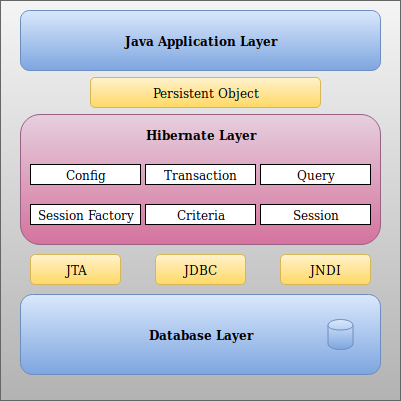 Java Application Layer
Persistent Object
Hibernate Layer
Config Transaction Query
Session Factory Criteria Session
JTA JDBC JNDI
Database Layer